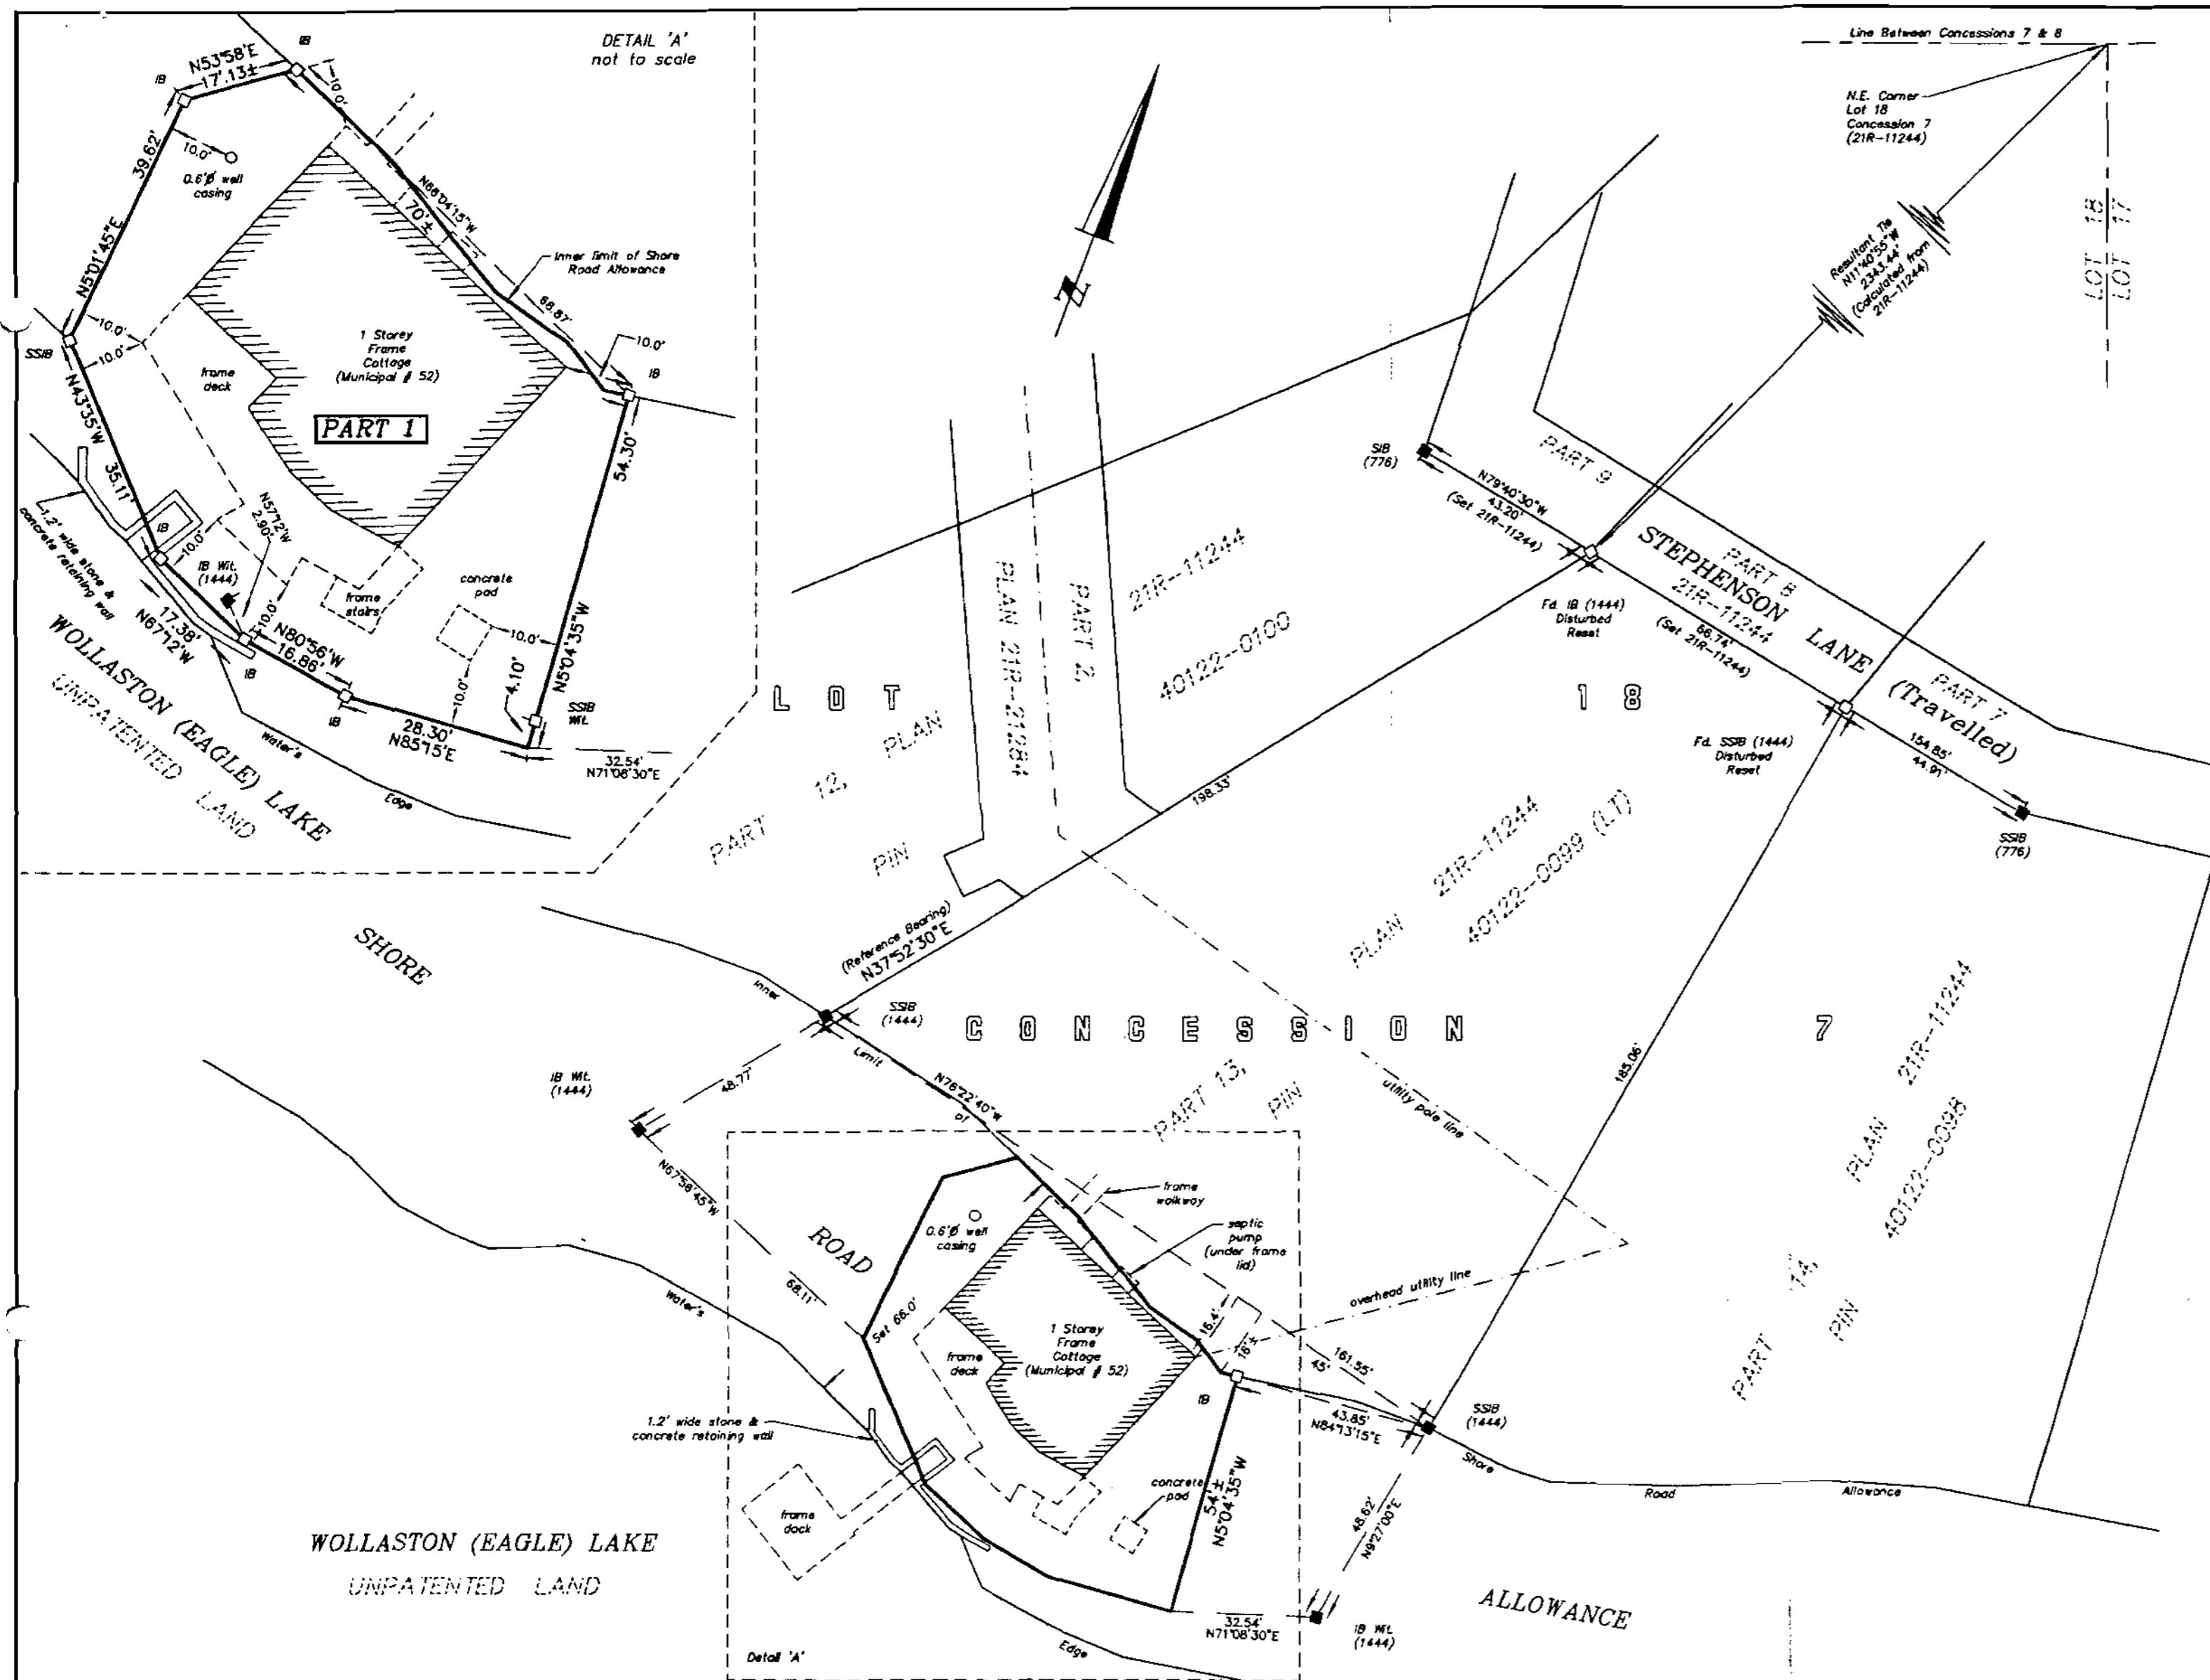 DETAIL 'A'
not to scale
N53°58'E
17.13±
IB
IB
10.0'
39.62'
N5°01'45"E
10.0'
0.6'Ø well
casing
N66°04'15"W
70'±
Inner limit of Shore
Road Allowance
68.87'
10.0'
IB
SSIB
10.0'
10.0'
1 Storey
Frame
Cottage
(Municipal # 52)
frame
deck
PART 1
N43°35'W
35.11'
54.30'
N5°04'35"W
1.2' wide stone &
concrete retaining wall
IB
10.0'
N57°12'W
2.90'
IB Wit.
(1444)
10.0'
frame
stairs
concrete
pad
10.0'
10.0'
4.10'
SSIB
Wit.
17.38'
N67°12'W
IB
N80°56'W
16.86'
IB
28.30'
N85°15'E
32.54'
N71°08'30"E
WOLLASTON (EAGLE) LAKE
UNPATENTED LAND
Water's
Edge
N
Line Between Concessions 7 & 8
N.E. Corner
Lot 18
Concession 7
(21R-11244)
LOT 18
LOT 17
Resultant Tie
N11°40'55"W
2343.44'
(Calculated from
21R-11244)
SIB
(776)
N79°40'30"W
43.20'
(Set 21R-11244)
PART 9
STEPHENSON LANE (Travelled)
PART 8
21R-11244
66.74'
(Set 21R-11244)
PART 7
Fd. IB (1444)
Disturbed
Reset
Fd. SSIB (1444)
Disturbed
Reset
154.85'
44.91'
SSIB
(776)
LOT 18
PART 12, PLAN 21R-11244
PIN 40122-0100
PART 2,
PLAN 21R-21284
198.33'
(Reference Bearing)
N37°52'30"E
PART 13, PLAN 21R-11244
PIN 40122-0099 (LT)
CONCESSION 7
PART 14, PLAN 21R-11244
PIN 40122-0098
185.06'
SHORE
Inner
Limit
of
SSIB
(1444)
48.77'
IB Wit.
(1444)
N67°58'45"W
68.11'
N76°22'40"W
ROAD
Set 66.0'
Water's
utility pole line
overhead utility line
frame
walkway
septic
pump
(under frame
lid)
0.6'Ø well
casing
1 Storey
Frame
Cottage
(Municipal # 52)
frame
deck
16.4'
16'±
161.55'
45'
IB
43.85'
N84°13'15"E
SSIB
(1444)
Shore
Road
Allowance
1.2' wide stone &
concrete retaining wall
frame
dock
concrete
pad
54'±
N5°04'35"W
48.62'
N9°27'00"E
32.54'
N71°08'30"E
IB Wit.
(1444)
ALLOWANCE
WOLLASTON (EAGLE) LAKE
UNPATENTED LAND
Edge
Detail 'A'